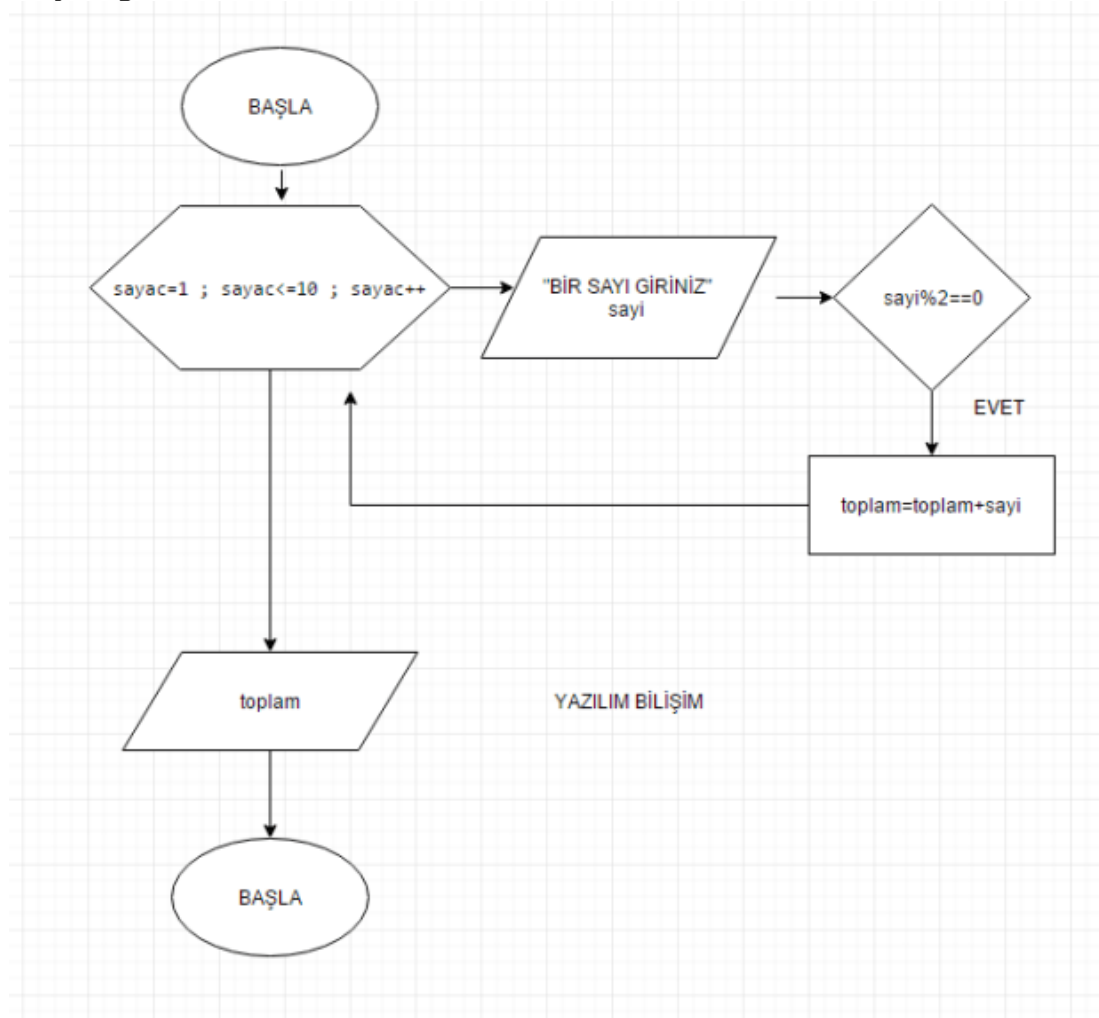 BAŞLA
sayac=1 ; sayac<=10 ; sayac++
"BİR SAYI GİRİNİZ"
sayi
sayi%2==0
EVET
toplam=toplam+sayi
toplam
YAZILIM BİLİŞİM
BAŞLA